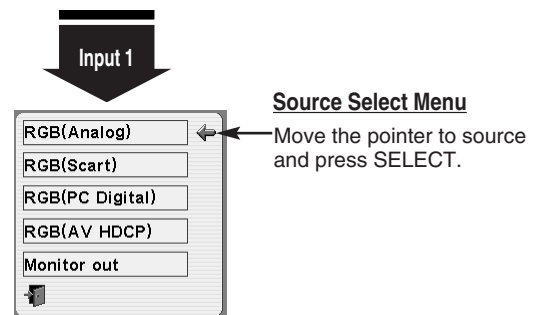 Input 1
Source Select Menu
Move the pointer to source
and press SELECT.
RGB(Analog)
RGB(Scart)
RGB(PC Digital)
RGB(AV HDCP)
Monitor out